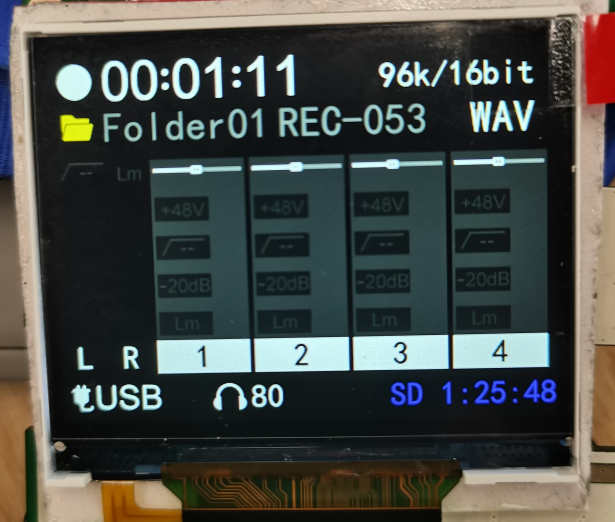 00:01:11 96k/16bit
Folder01 REC-053 WAV
Lm
+48V +48V +48V +48V
-- -- -- --
-20dB -20dB -20dB -20dB
Lm Lm Lm Lm
L R 1 2 3 4
USB 80 SD 1:25:48